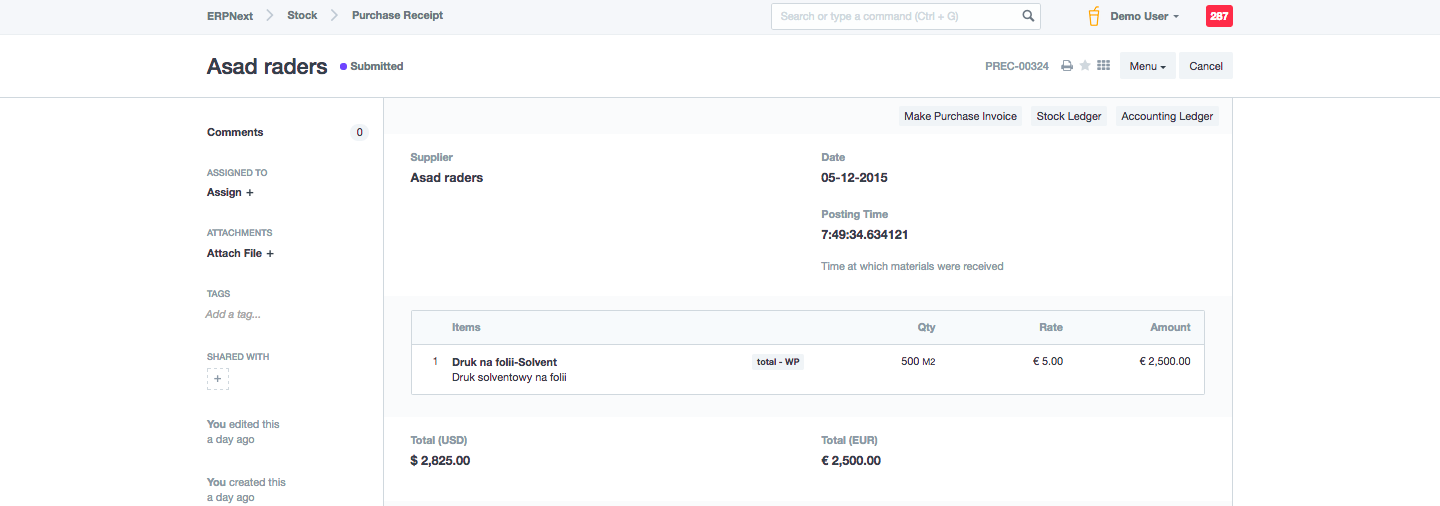 ERPNext Stock Purchase Receipt Search or type a command (Ctrl + G) Demo User 287
Asad raders Submitted PREC-00324 Menu Cancel
Make Purchase Invoice Stock Ledger Accounting Ledger
Comments 0
ASSIGNED TO
Assign +
ATTACHMENTS
Attach File +
TAGS
Add a tag...
SHARED WITH
+
You edited this
a day ago
You created this
a day ago
Supplier
Asad raders
Date
05-12-2015
Posting Time
7:49:34.634121
Time at which materials were received
Items Qty Rate Amount
1 Druk na folii-Solvent total - WP 500 M2 € 5.00 € 2,500.00
Druk solventowy na folii
Total (USD) Total (EUR)
$ 2,825.00 € 2,500.00